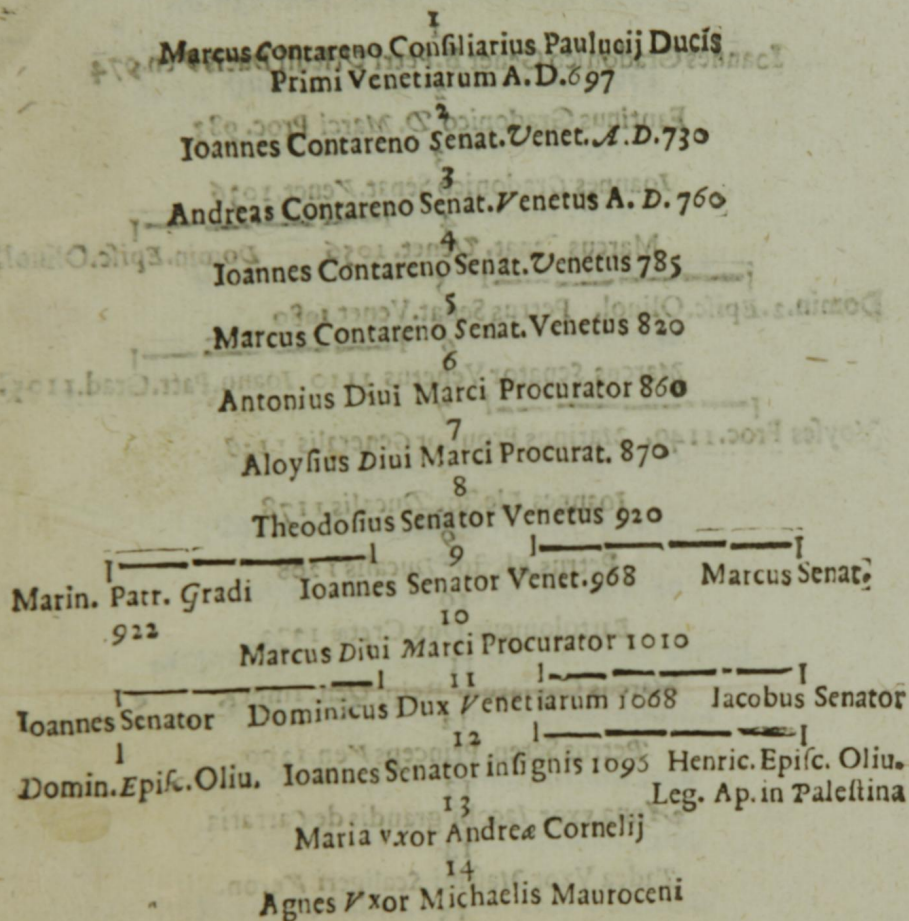 1
Marcus Contareno Conſiliarius Paulucij Ducis
Primi Venetiarum A.D.697
2
Ioannes Contareno Senat.Venet.A.D.730
3
Andreas Contareno Senat.Venetus A. D. 760
4
Ioannes Contareno Senat.Venetus 785
5
Marcus Contareno Senat.Venetus 820
6
Antonius Diui Marci Procurator 860
7
Aloyſius Diui Marci Procurat. 870
8
Theodoſius Senator Venetus 920
9
Marin. Patr. Gradi Ioannes Senator Venet.968 Marcus Senat.
922
10
Marcus Diui Marci Procurator 1010
11
Ioannes Senator Dominicus Dux Venetiarum 1068 Iacobus Senator
12
Domin.Epiſc.Oliu. Ioannes Senator inſignis 1095 Henric. Epiſc. Oliu.
Leg. Ap. in Paleſtina
13
Maria vxor Andreæ Cornelij
14
Agnes Vxor Michaelis Mauroceni